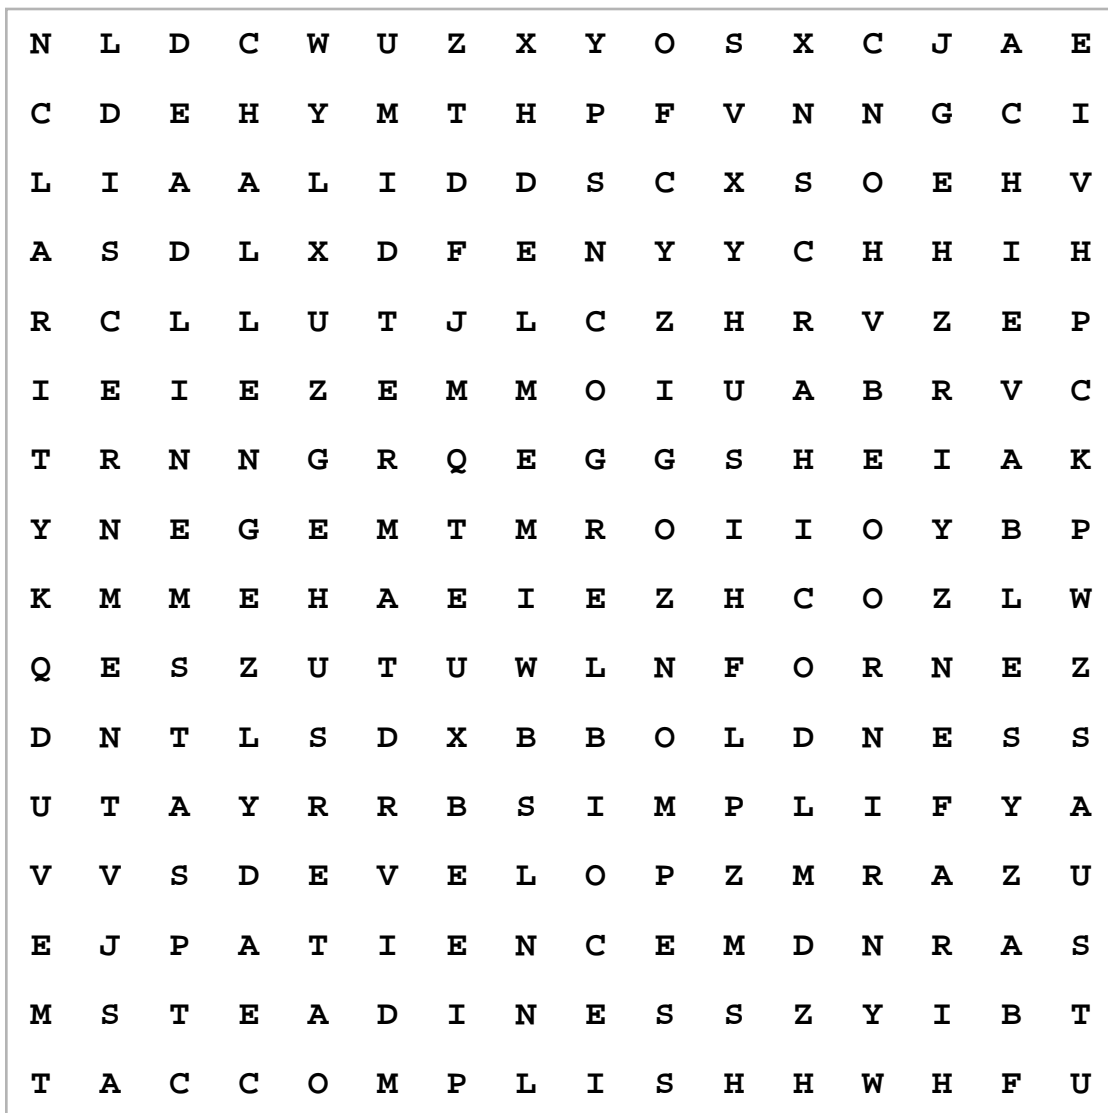 N L D C W U Z X Y O S X C J A E
C D E H Y M T H P F V N N G C I
L I A A L I D D S C X S O E H V
A S D L X D F E N Y Y C H H I H
R C L L U T J L C Z H R V Z E P
I E I E Z E M M O I U A B R V C
T R N N G R Q E G G S H E I A K
Y N E G E M T M R O I I O Y B P
K M M E H A E I E Z H C O Z L W
Q E S Z U T U W L N F O R N E Z
D N T L S D X B B O L D N E S S
U T A Y R R B S I M P L I F Y A
V V S D E V E L O P Z M R A Z U
E J P A T I E N C E M D N R A S
M S T E A D I N E S S Z Y I B T
T A C C O M P L I S H H W H F U